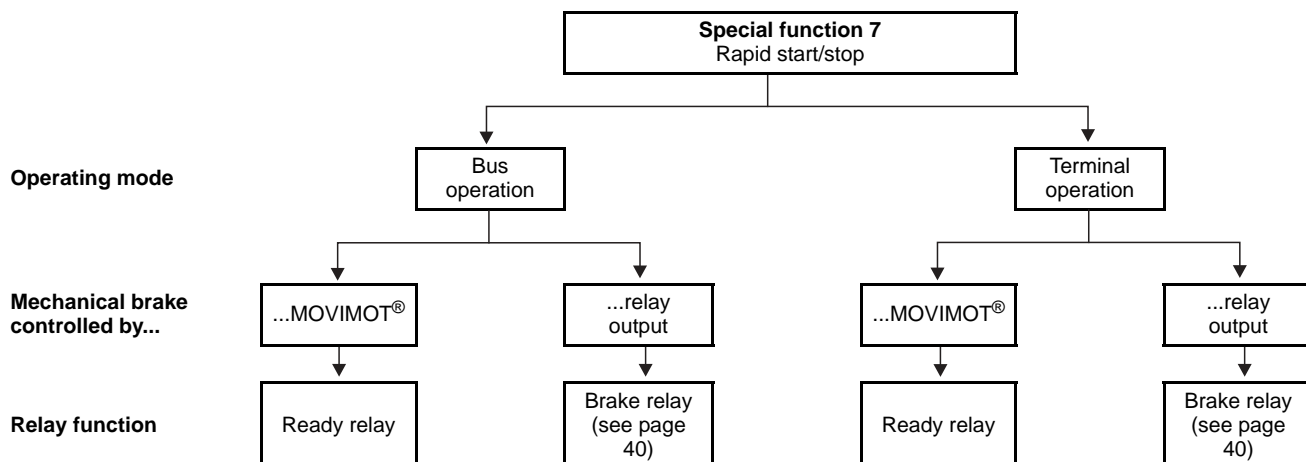 Special function 7
Rapid start/stop
Operating mode
Bus
operation
Terminal
operation
Mechanical brake
controlled by...
...MOVIMOT®
...relay
output
...MOVIMOT®
...relay
output
Relay function
Ready relay
Brake relay
(see page
40)
Ready relay
Brake relay
(see page
40)